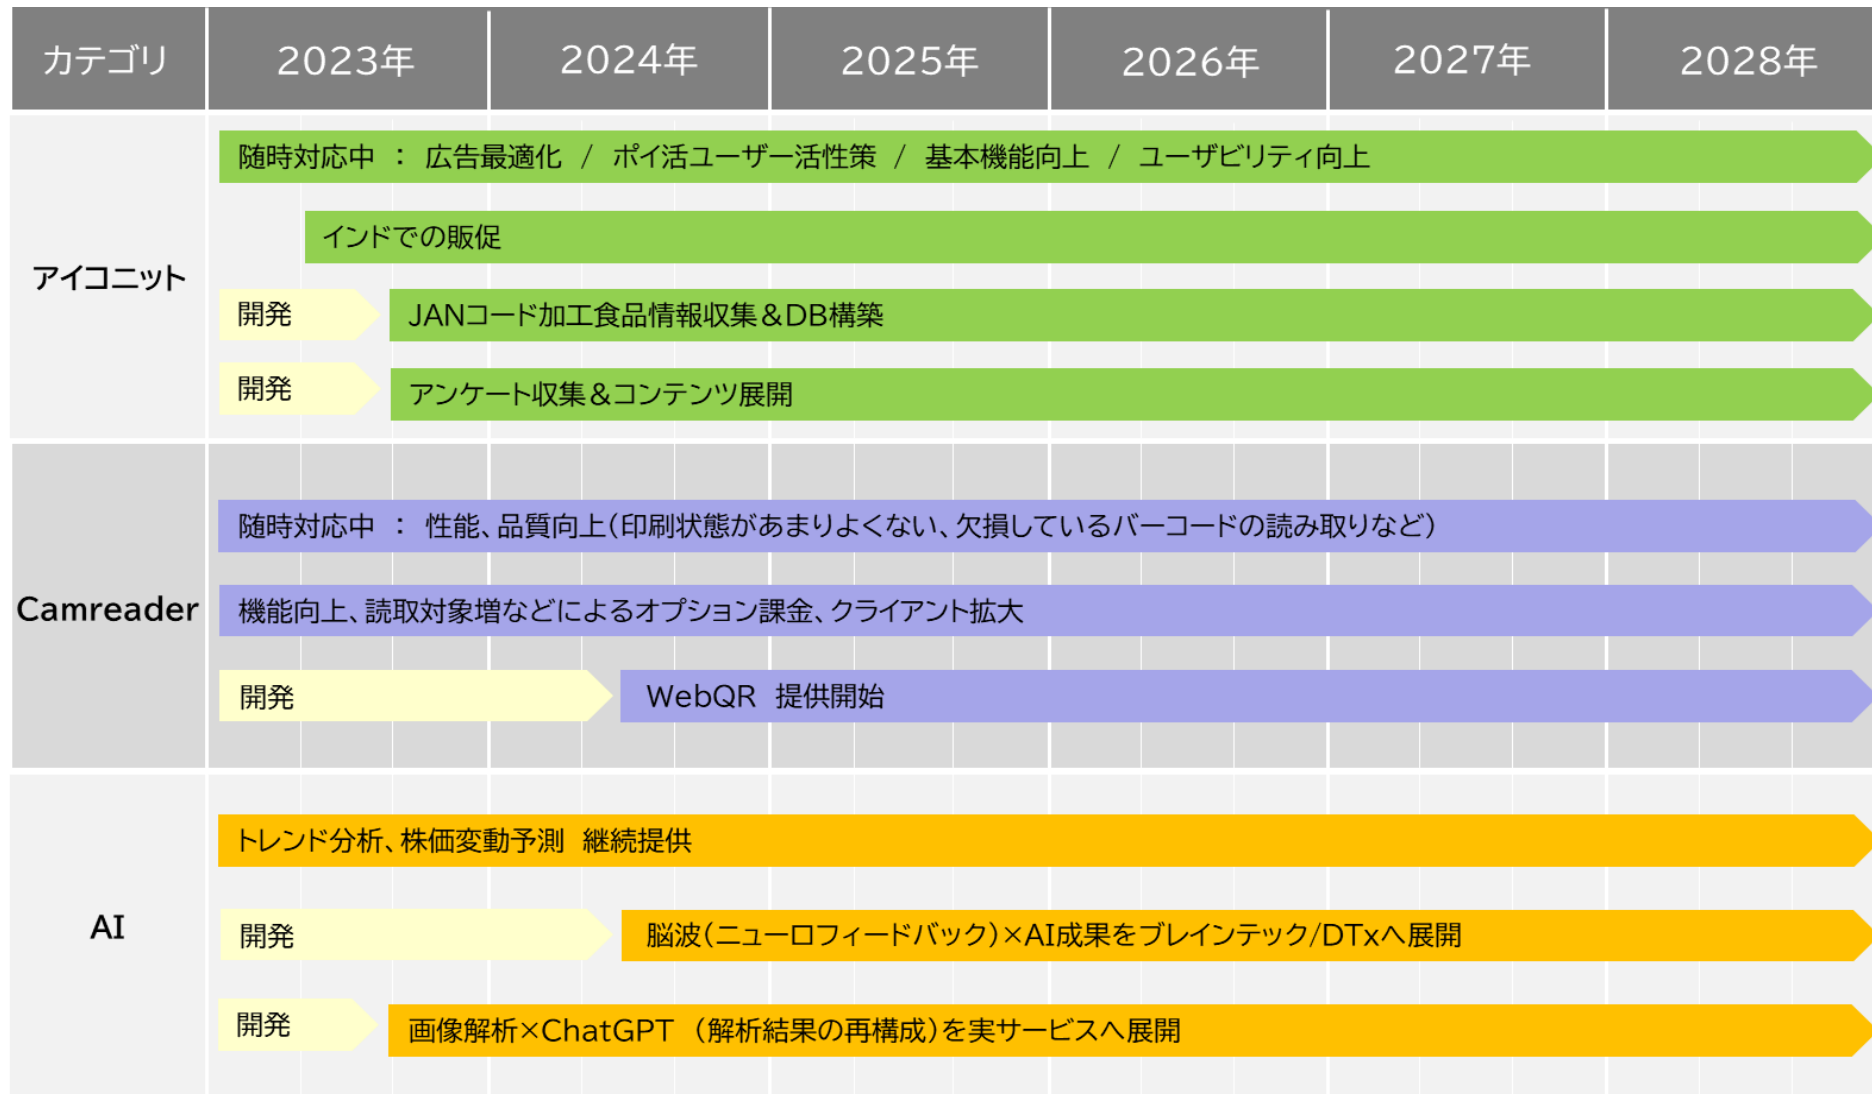 カテゴリ 2023年 2024年 2025年 2026年 2027年 2028年
アイコニット
随時対応中 ： 広告最適化 / ポイ活ユーザー活性策 / 基本機能向上 / ユーザビリティ向上
インドでの販促
開発 JANコード加工食品情報収集＆DB構築
開発 アンケート収集＆コンテンツ展開
Camreader
随時対応中 ： 性能、品質向上（印刷状態があまりよくない、欠損しているバーコードの読み取りなど）
機能向上、読取対象増などによるオプション課金、クライアント拡大
開発 WebQR 提供開始
AI
トレンド分析、株価変動予測 継続提供
開発 脳波（ニューロフィードバック）×AI成果をブレインテック/DTxへ展開
開発 画像解析×ChatGPT （解析結果の再構成）を実サービスへ展開